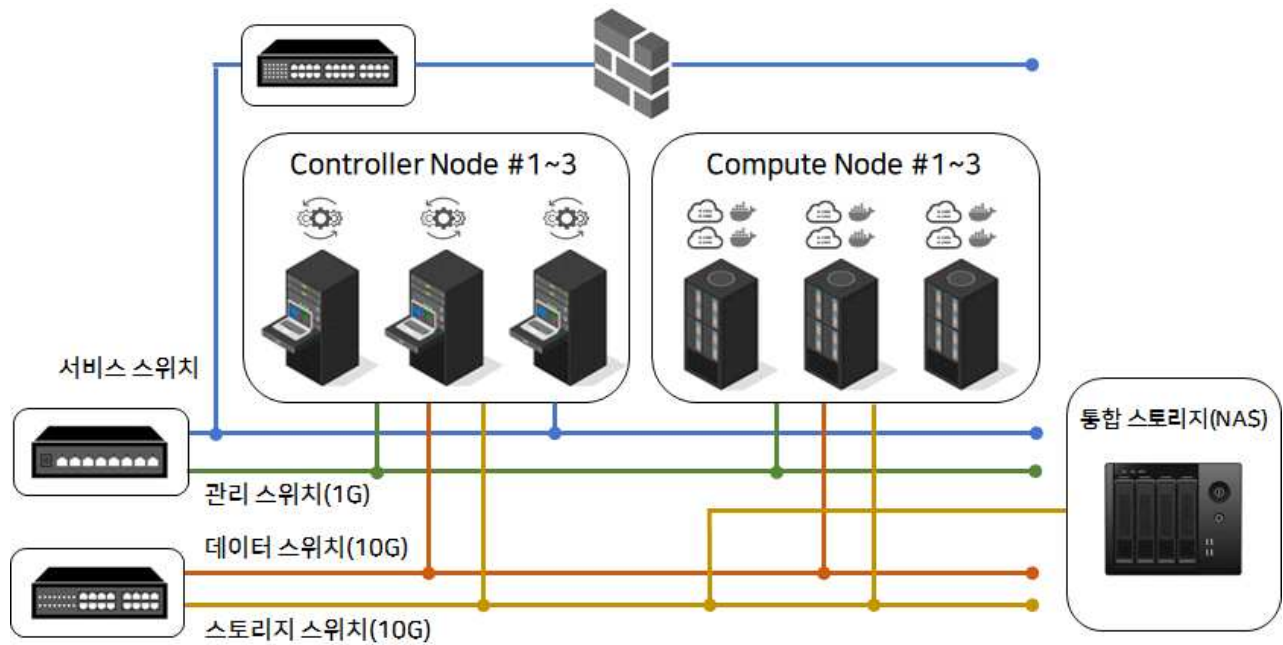 Controller Node #1~3
Compute Node #1~3
서비스 스위치
통합 스토리지(NAS)
관리 스위치(1G)
데이터 스위치(10G)
스토리지 스위치(10G)